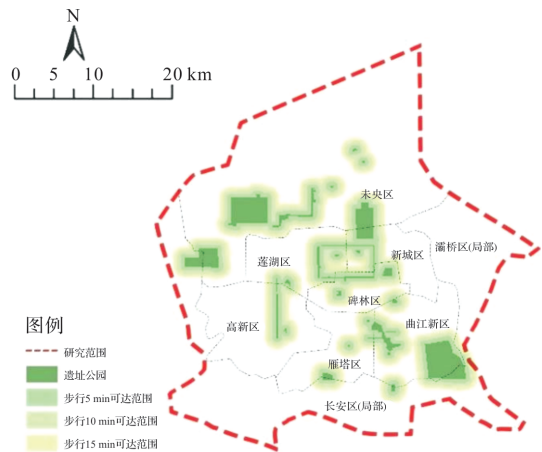 N
0 5 10 20 km
未央区
灞桥区(局部)
新城区
莲湖区
碑林区
高新区
曲江新区
雁塔区
长安区(局部)
图例
研究范围
遗址公园
步行5 min可达范围
步行10 min可达范围
步行15 min可达范围